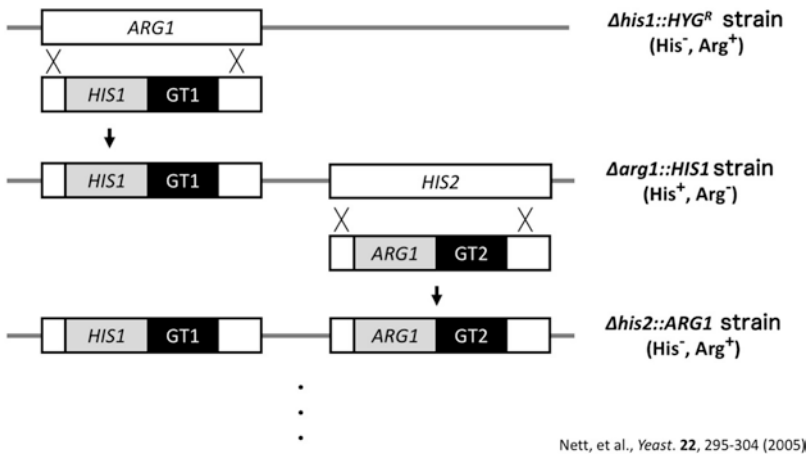 ARG1
Δhis1::HYGᴿ strain
(His⁻, Arg⁺)
HIS1 GT1
HIS1 GT1 HIS2
Δarg1::HIS1 strain
(His⁺, Arg⁻)
ARG1 GT2
HIS1 GT1 ARG1 GT2
Δhis2::ARG1 strain
(His⁻, Arg⁺)
Nett, et al., Yeast. 22, 295-304 (2005)